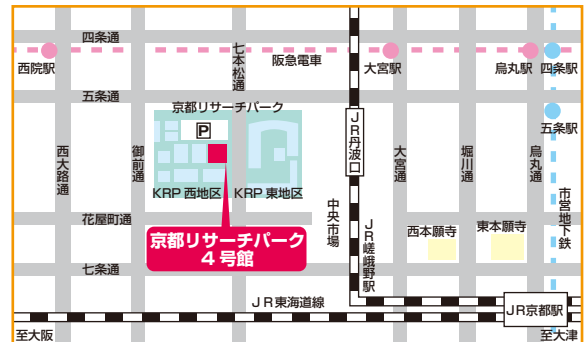 四条通
西院駅
七本松通
阪急電車
大宮駅
烏丸駅
四条駅
五条通
京都リサーチパーク
P
JR丹波口
五条駅
西大路通
御前通
KRP 西地区
KRP 東地区
大宮通
堀川通
烏丸通
市営地下鉄
花屋町通
中央市場
JR嵯峨野駅
西本願寺
東本願寺
京都リサーチパーク
4号館
七条通
JR東海道線
JR京都駅
至大阪
至大津